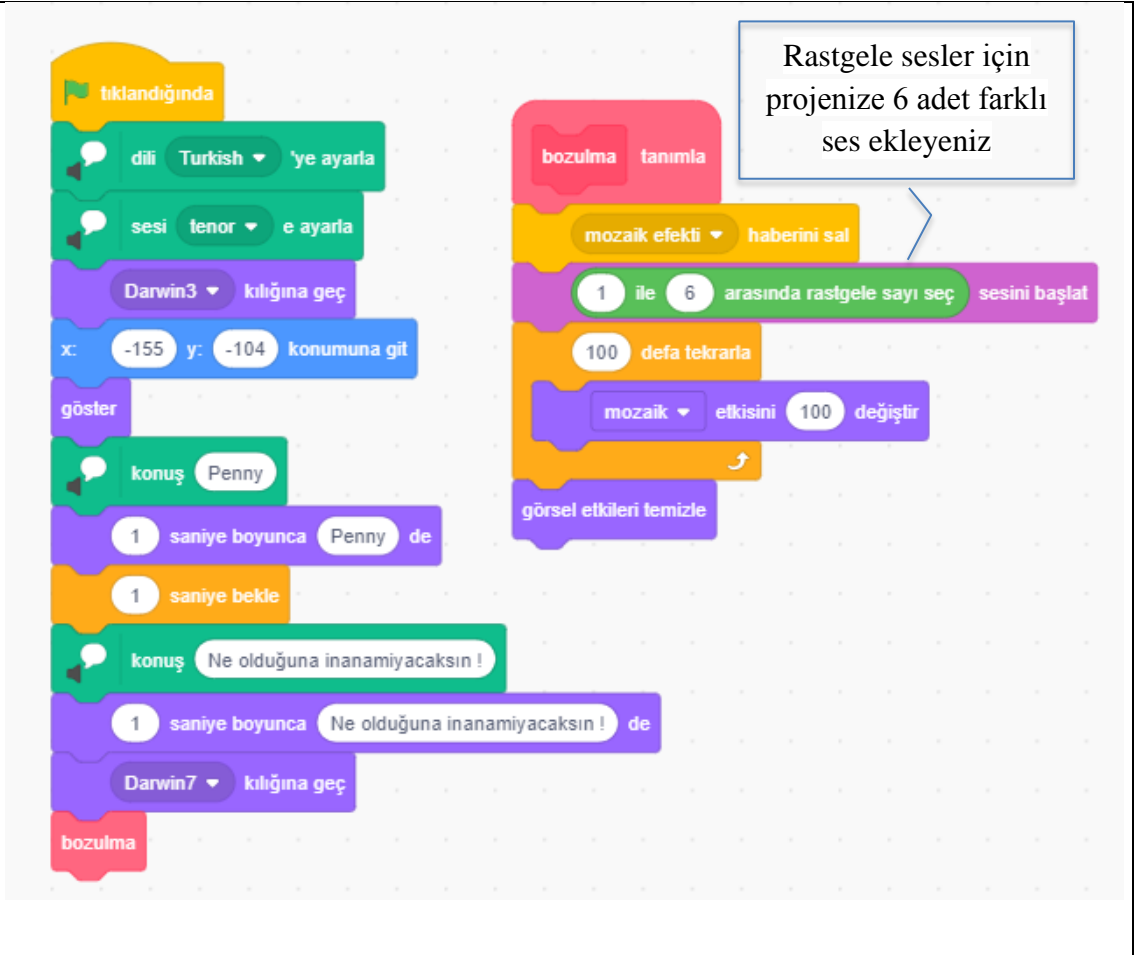 tıklandığında
dili Turkish 'ye ayarla
sesi tenor e ayarla
Darwin3 kılığına geç
x: -155 y: -104 konumuna git
göster
konuş Penny
1 saniye boyunca Penny de
1 saniye bekle
konuş Ne olduğuna inanamiyacaksın !
1 saniye boyunca Ne olduğuna inanamiyacaksın ! de
Darwin7 kılığına geç
bozulma
Rastgele sesler için
projenize 6 adet farklı
ses ekleyeniz
bozulma tanımla
mozaik efekti haberini sal
1 ile 6 arasında rastgele sayı seç sesini başlat
100 defa tekrarla
mozaik etkisini 100 değiştir
görsel etkileri temizle